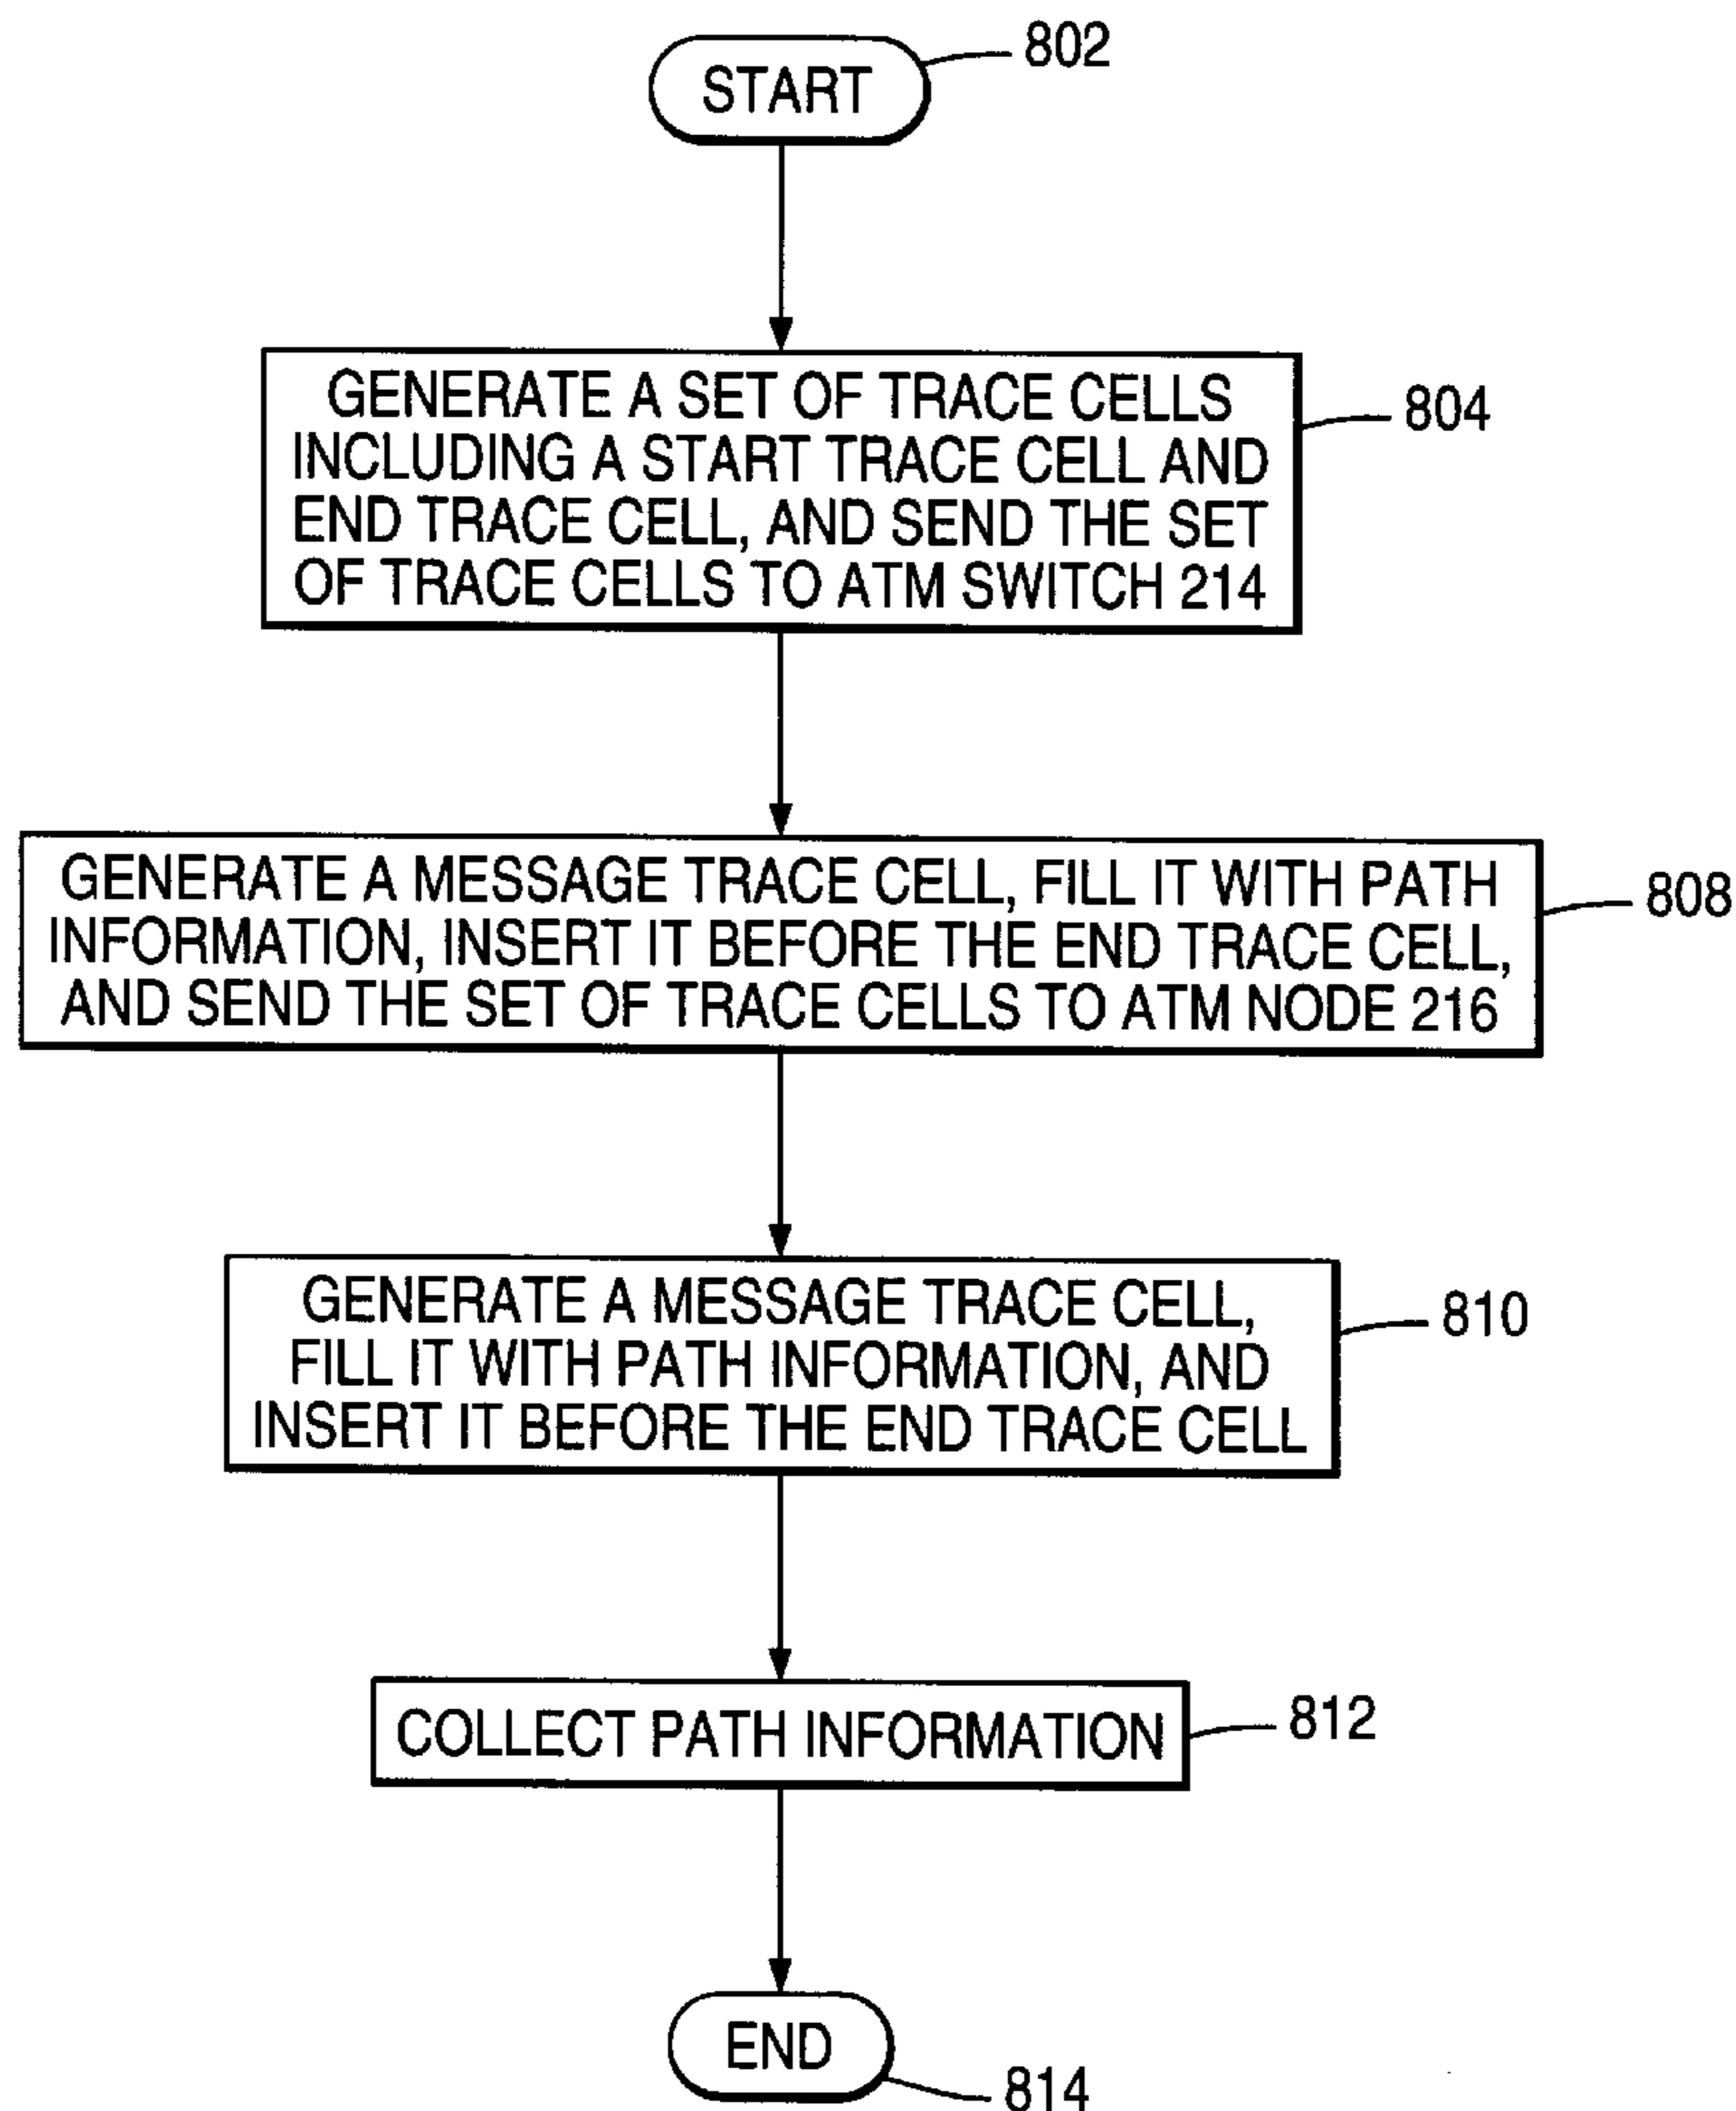 START
802
GENERATE A SET OF TRACE CELLS
INCLUDING A START TRACE CELL AND
END TRACE CELL, AND SEND THE SET
OF TRACE CELLS TO ATM SWITCH 214
804
GENERATE A MESSAGE TRACE CELL, FILL IT WITH PATH
INFORMATION, INSERT IT BEFORE THE END TRACE CELL,
AND SEND THE SET OF TRACE CELLS TO ATM NODE 216
808
GENERATE A MESSAGE TRACE CELL,
FILL IT WITH PATH INFORMATION, AND
INSERT IT BEFORE THE END TRACE CELL
810
COLLECT PATH INFORMATION
812
END
814